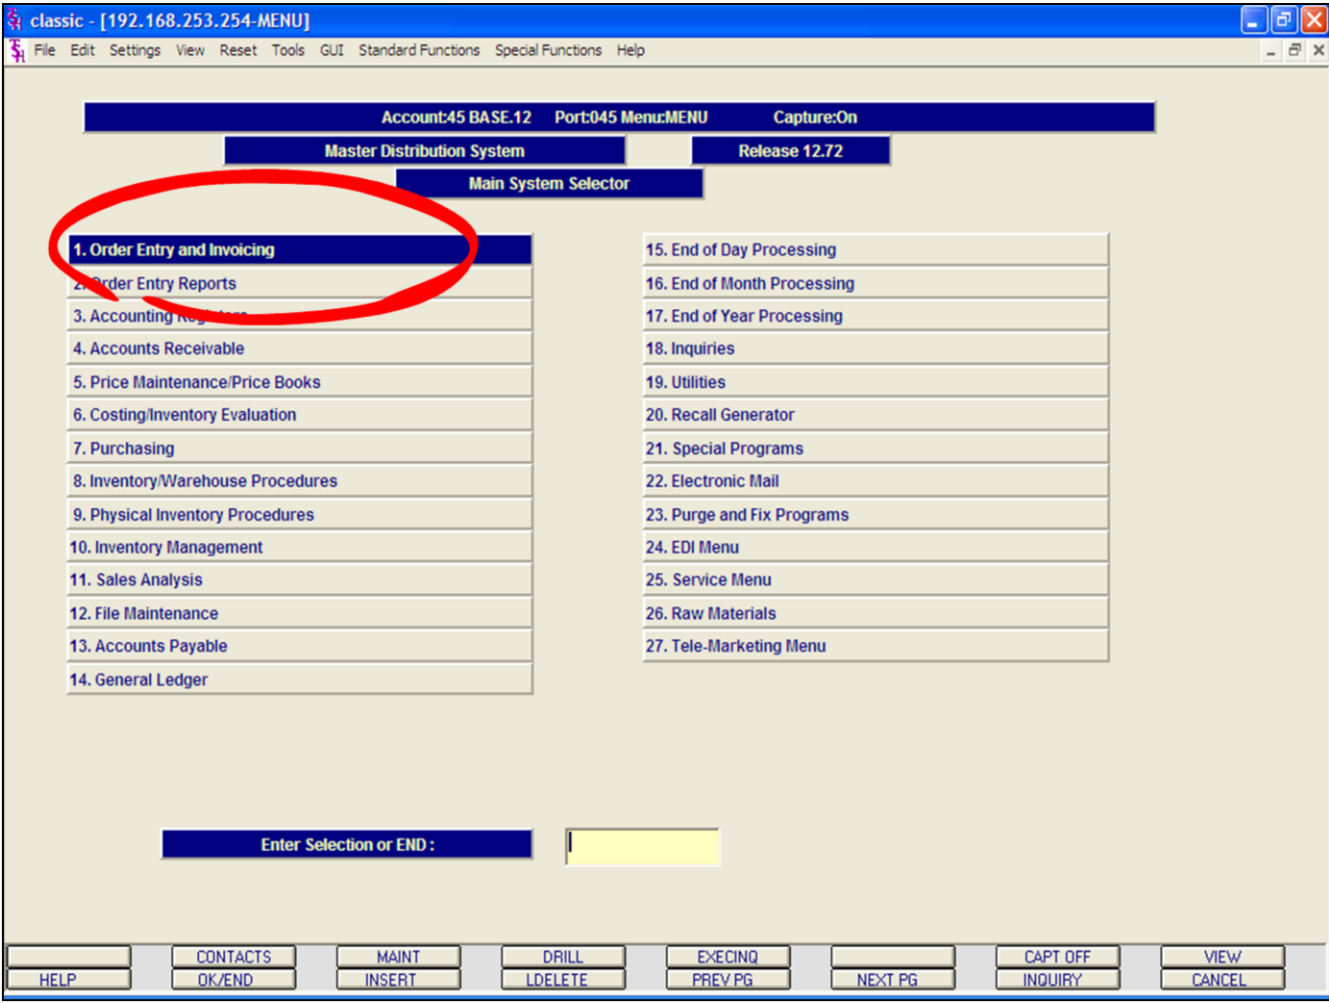 classic - [192.168.253.254-MENU]
File Edit Settings View Reset Tools GUI Standard Functions Special Functions Help
Account:45 BASE.12 Port:045 Menu:MENU Capture:On
Master Distribution System Release 12.72
Main System Selector
1. Order Entry and Invoicing
2. Order Entry Reports
3. Accounting Registers
4. Accounts Receivable
5. Price Maintenance/Price Books
6. Costing/Inventory Evaluation
7. Purchasing
8. Inventory/Warehouse Procedures
9. Physical Inventory Procedures
10. Inventory Management
11. Sales Analysis
12. File Maintenance
13. Accounts Payable
14. General Ledger
15. End of Day Processing
16. End of Month Processing
17. End of Year Processing
18. Inquiries
19. Utilities
20. Recall Generator
21. Special Programs
22. Electronic Mail
23. Purge and Fix Programs
24. EDI Menu
25. Service Menu
26. Raw Materials
27. Tele-Marketing Menu
Enter Selection or END :
CONTACTS MAINT DRILL EXECINQ CAPT OFF VIEW
HELP OK/END INSERT LDELETE PREV PG NEXT PG INQUIRY CANCEL